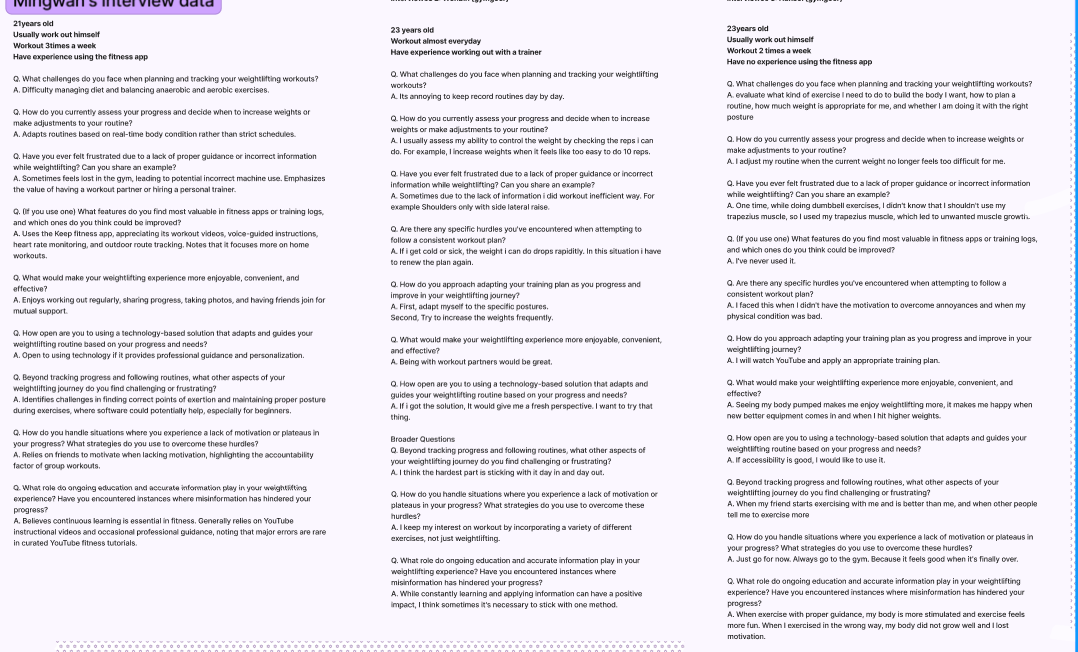 Mingwan's interview data
21years old
Usually work out himself
Workout 3times a week
Have experience using the fitness app
Q. What challenges do you face when planning and tracking your weightlifting workouts?
A. Difficulty managing diet and balancing anaerobic and aerobic exercises.
Q. How do you currently assess your progress and decide when to increase weights or
make adjustments to your routine?
A. Adapts routines based on real-time body condition rather than strict schedules.
Q. Have you ever felt frustrated due to a lack of proper guidance or incorrect information
while weightlifting? Can you share an example?
A. Sometimes feels lost in the gym, leading to potential incorrect machine use. Emphasizes
the value of having a workout partner or hiring a personal trainer.
Q. (If you use one) What features do you find most valuable in fitness apps or training logs,
and which ones do you think could be improved?
A. Uses the Keep fitness app, appreciating its workout videos, voice-guided instructions,
heart rate monitoring, and outdoor route tracking. Notes that it focuses more on home
workouts.
Q. What would make your weightlifting experience more enjoyable, convenient, and
effective?
A. Enjoys working out regularly, sharing progress, taking photos, and having friends join for
mutual support.
Q. How open are you to using a technology-based solution that adapts and guides your
weightlifting routine based on your progress and needs?
A. Open to using technology if it provides professional guidance and personalization.
Q. Beyond tracking progress and following routines, what other aspects of your
weightlifting journey do you find challenging or frustrating?
A. Identifies challenges in finding correct points of exertion and maintaining proper posture
during exercises, where software could potentially help, especially for beginners.
Q. How do you handle situations where you experience a lack of motivation or plateaus in
your progress? What strategies do you use to overcome these hurdles?
A. Relies on friends to motivate when lacking motivation, highlighting the accountability
factor of group workouts.
Q. What role do ongoing education and accurate information play in your weightlifting
experience? Have you encountered instances where misinformation has hindered your
progress?
A. Believes continuous learning is essential in fitness. Generally relies on YouTube
instructional videos and occasional professional guidance, noting that major errors are rare
in curated YouTube fitness tutorials.
23 years old
Workout almost everyday
Have experience working out with a trainer
Q. What challenges do you face when planning and tracking your weightlifting
workouts?
A. Its annoying to keep record routines day by day.
Q. How do you currently assess your progress and decide when to increase
weights or make adjustments to your routine?
A. I usually assess my ability to control the weight by checking the reps i can
do. For example, I increase weights when it feels like too easy to do 10 reps.
Q. Have you ever felt frustrated due to a lack of proper guidance or incorrect
information while weightlifting? Can you share an example?
A. Sometimes due to the lack of information i did workout inefficient way. For
example Shoulders only with side lateral raise.
Q. Are there any specific hurdles you've encountered when attempting to
follow a consistent workout plan?
A. If i get cold or sick, the weight i can do drops rapidly. In this situation i have
to renew the plan again.
Q. How do you approach adapting your training plan as you progress and
improve in your weightlifting journey?
A. First, adapt myself to the specific postures.
Second, Try to increase the weights frequently.
Q. What would make your weightlifting experience more enjoyable, convenient,
and effective?
A. Being with workout partners would be great.
Q. How open are you to using a technology-based solution that adapts and
guides your weightlifting routine based on your progress and needs?
A. If i got the solution, It would give me a fresh perspective. I want to try that
thing.
Broader Questions
Q. Beyond tracking progress and following routines, what other aspects of
your weightlifting journey do you find challenging or frustrating?
A. I think the hardest part is sticking with it day in and day out.
Q. How do you handle situations where you experience a lack of motivation or
plateaus in your progress? What strategies do you use to overcome these
hurdles?
A. I keep my interest on workout by incorporating a variety of different
exercises, not just weightlifting.
Q. What role do ongoing education and accurate information play in your
weightlifting experience? Have you encountered instances where
misinformation has hindered your progress?
A. While constantly learning and applying information can have a positive
impact, I think sometimes it's necessary to stick with one method.
23years old
Usually work out himself
Workout 2 times a week
Have no experience using the fitness app
Q. What challenges do you face when planning and tracking your weightlifting workouts?
A. evaluate what kind of exercise I need to do to build the body I want, how to plan a
routine, how much weight is appropriate for me, and whether I am doing it with the right
posture
Q. How do you currently assess your progress and decide when to increase weights or
make adjustments to your routine?
A. I adjust my routine when the current weight no longer feels too difficult for me.
Q. Have you ever felt frustrated due to a lack of proper guidance or incorrect information
while weightlifting? Can you share an example?
A. One time, while doing dumbbell exercises, I didn't know that I shouldn't use my
trapezius muscle, so I used my trapezius muscle, which led to unwanted muscle growth.
Q. (If you use one) What features do you find most valuable in fitness apps or training logs,
and which ones do you think could be improved?
A. I've never used it.
Q. Are there any specific hurdles you've encountered when attempting to follow a
consistent workout plan?
A. I faced this when I didn't have the motivation to overcome annoyances and when my
physical condition was bad.
Q. How do you approach adapting your training plan as you progress and improve in your
weightlifting journey?
A. I will watch YouTube and apply an appropriate training plan.
Q. What would make your weightlifting experience more enjoyable, convenient, and
effective?
A. Seeing my body pumped makes me enjoy weightlifting more, it makes me happy when
new better equipment comes in and when I hit higher weights.
Q. How open are you to using a technology-based solution that adapts and guides your
weightlifting routine based on your progress and needs?
A. If accessibility is good, I would like to use it.
Q. Beyond tracking progress and following routines, what other aspects of your
weightlifting journey do you find challenging or frustrating?
A. When my friend starts exercising with me and is better than me, and when other people
tell me to exercise more
Q. How do you handle situations where you experience a lack of motivation or plateaus in
your progress? What strategies do you use to overcome these hurdles?
A. Just go for now. Always go to the gym. Because it feels good when it's finally over.
Q. What role do ongoing education and accurate information play in your weightlifting
experience? Have you encountered instances where misinformation has hindered your
progress?
A. When exercise with proper guidance, my body is more stimulated and exercise feels
more fun. When I exercised in the wrong way, my body did not grow well and I lost
motivation.